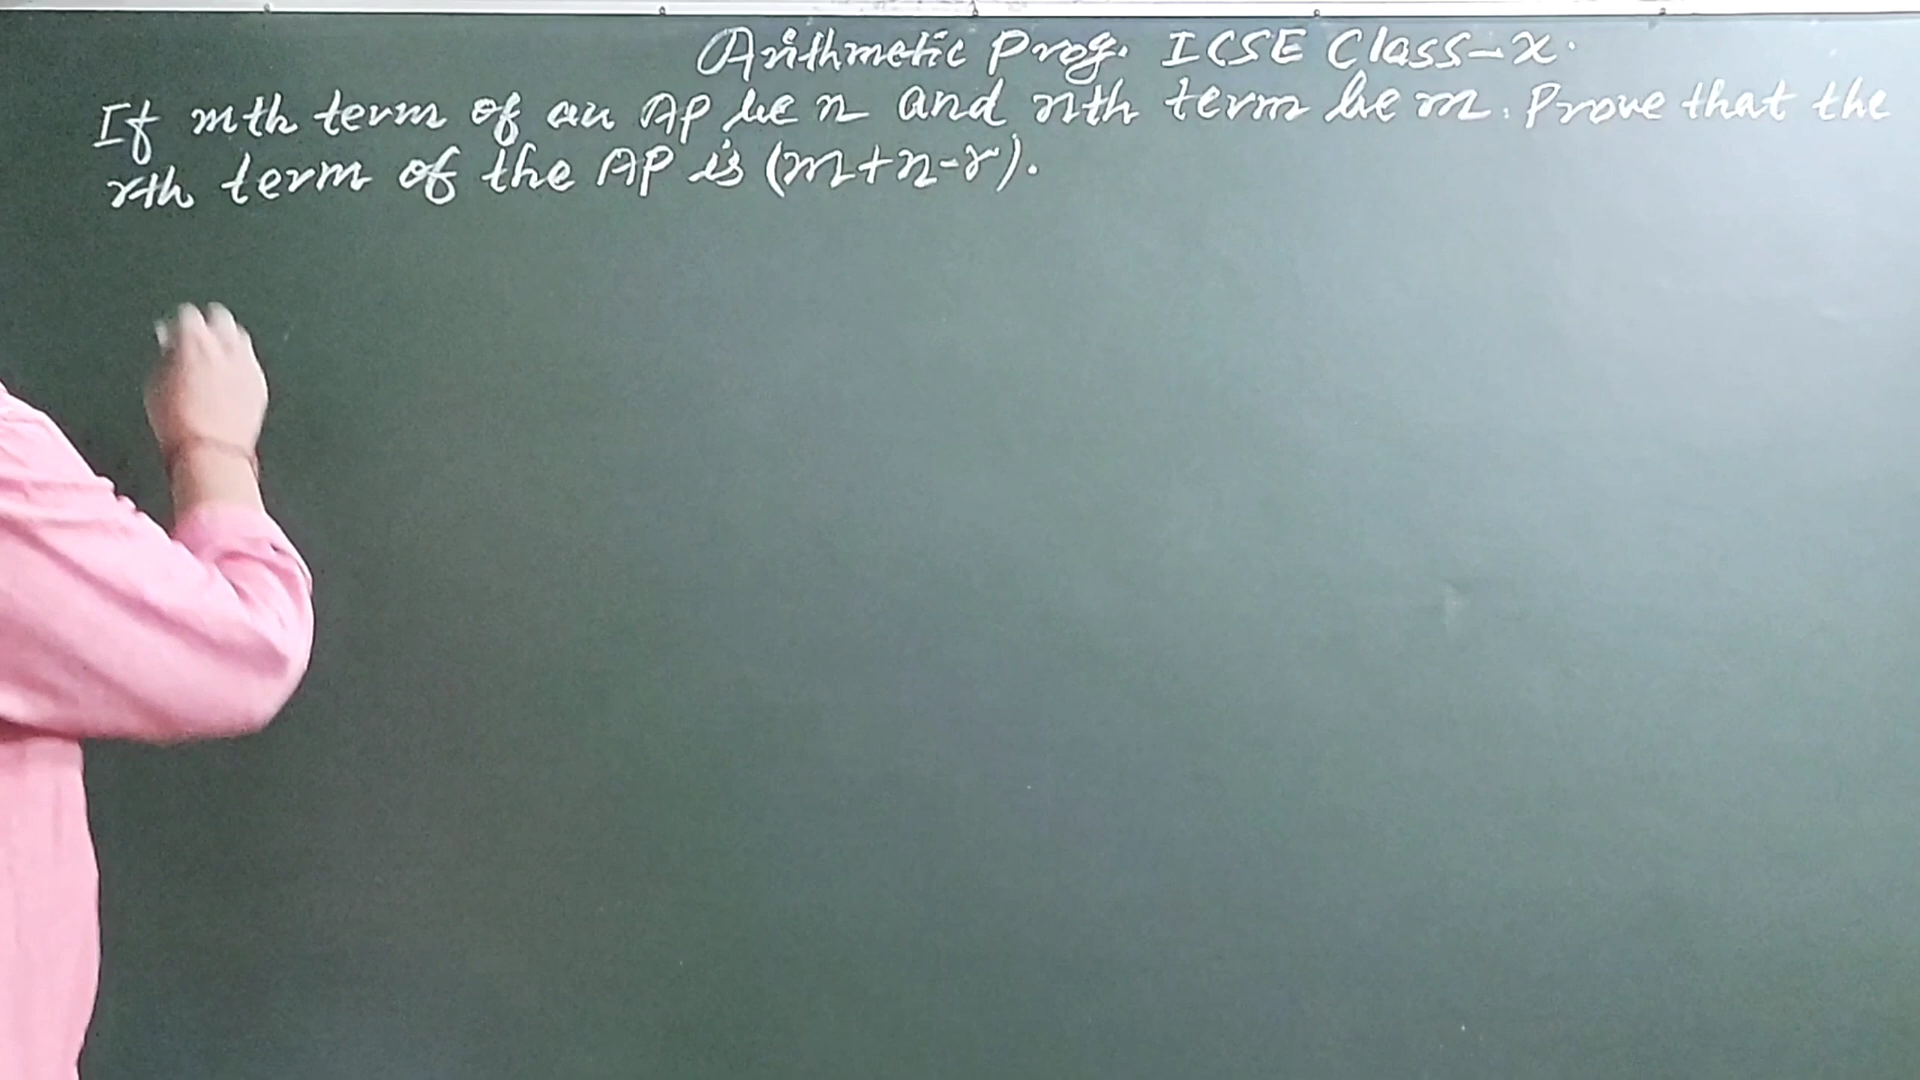 Arithmetic Prog. ICSE Class-X.
If mth term of an AP be n and nth term be m. Prove that the
rth term of the AP is (m+n-r).